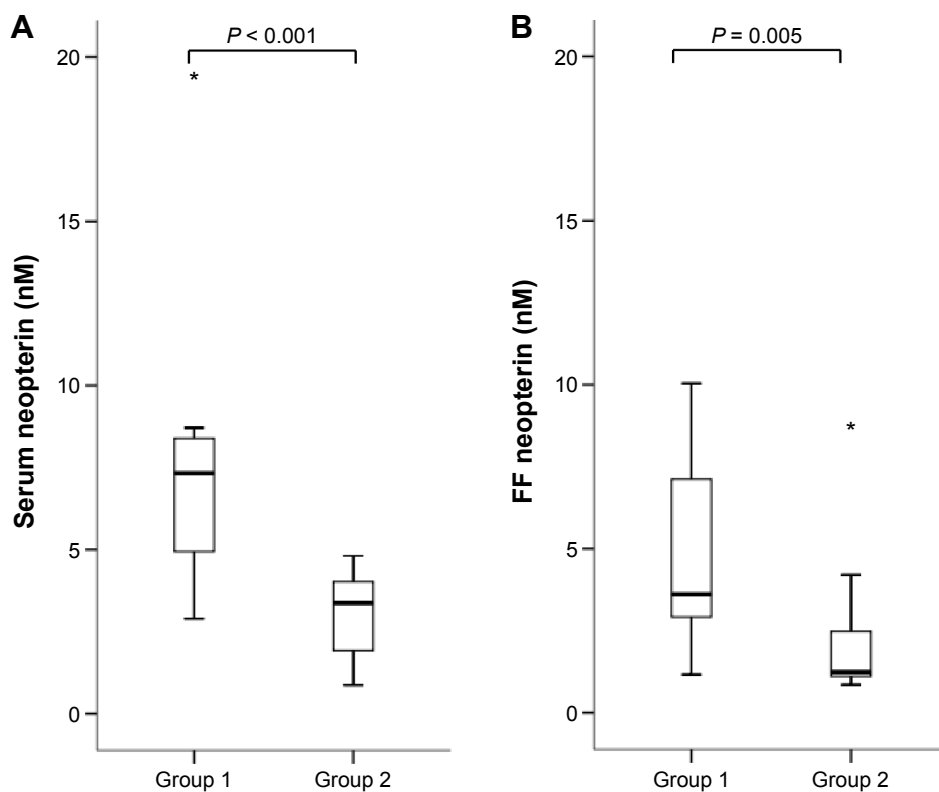 A
P < 0.001
20
*
15
10
5
0
Serum neopterin (nM)
Group 1 Group 2
B
P = 0.005
20
15
10
*
5
0
FF neopterin (nM)
Group 1 Group 2